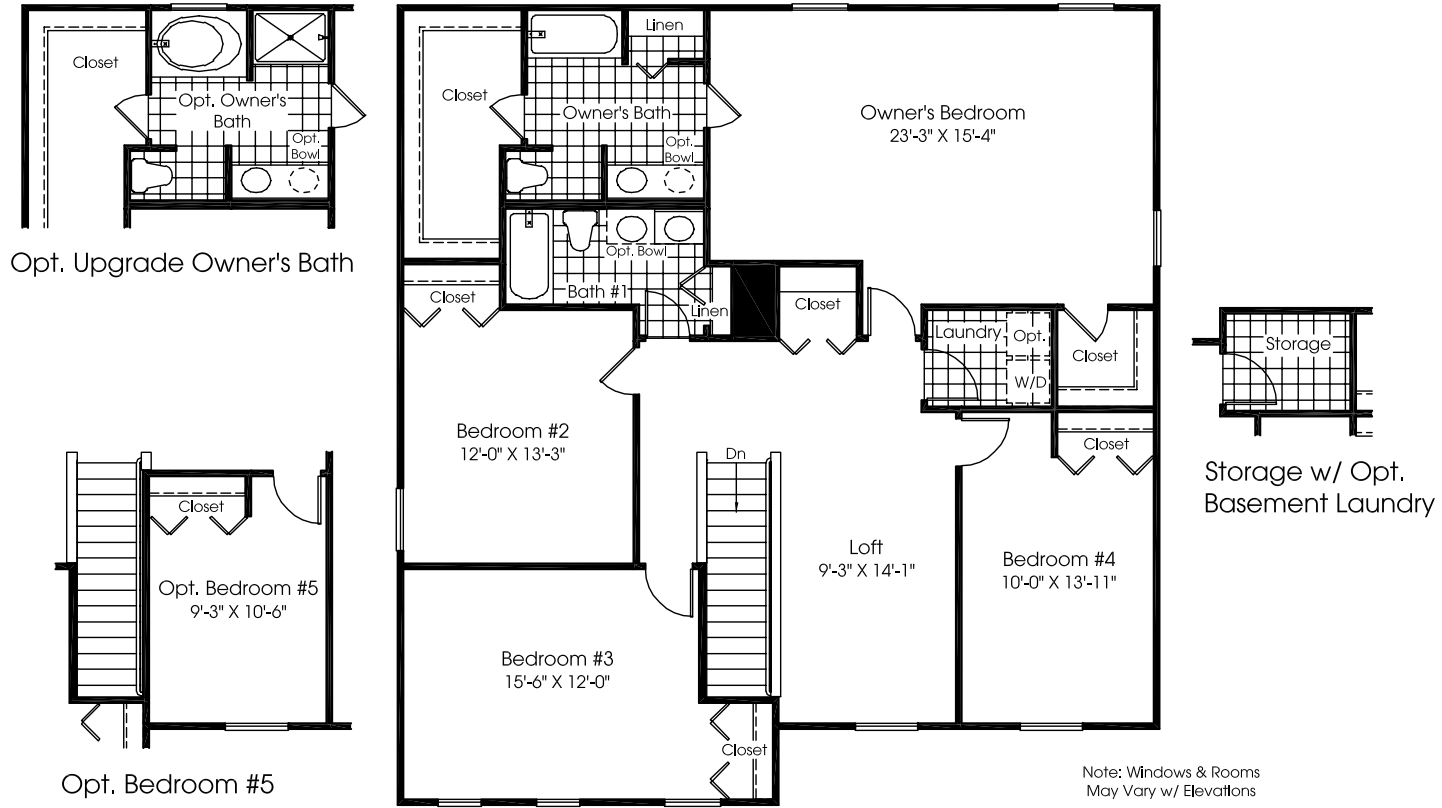 Closet
Opt. Owner's
Bath
Opt.
Bowl
Opt. Upgrade Owner's Bath
Closet
Linen
Owner's Bath
Opt.
Bowl
Owner's Bedroom
23'-3" X 15'-4"
Opt. Bowl
Bath #1
Linen
Closet
Closet
Laundry
Opt.
W/D
Closet
Storage
Storage w/ Opt.
Basement Laundry
Bedroom #2
12'-0" X 13'-3"
Dn
Closet
Loft
9'-3" X 14'-1"
Bedroom #4
10'-0" X 13'-11"
Closet
Opt. Bedroom #5
9'-3" X 10'-6"
Opt. Bedroom #5
Bedroom #3
15'-6" X 12'-0"
Closet
Note: Windows & Rooms
May Vary w/ Elevations